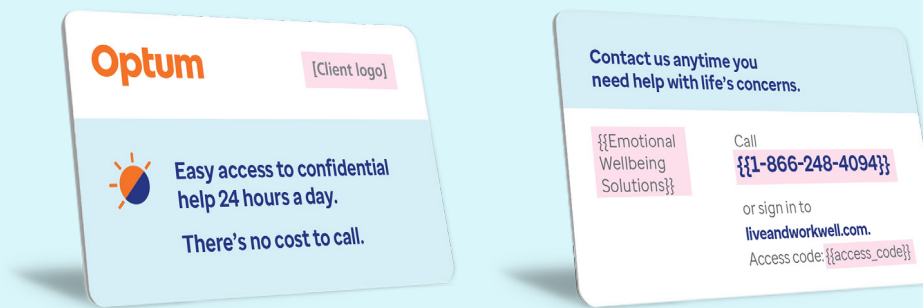 Optum
[Client logo]
Easy access to confidential
help 24 hours a day.
There's no cost to call.
Contact us anytime you
need help with life's concerns.
{{Emotional
Wellbeing
Solutions}}
Call
{{1-866-248-4094}}
or sign in to
liveandworkwell.com.
Access code: {{access_code}}